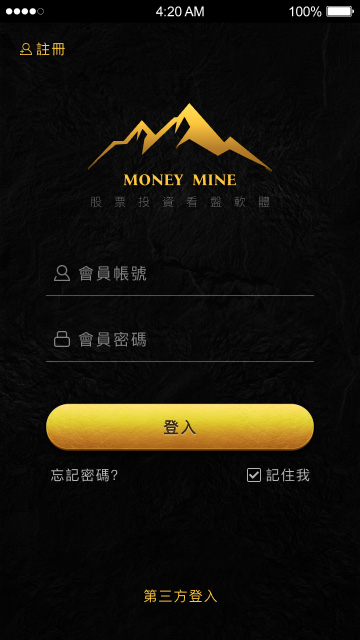 4:20 AM
100%
註冊
MONEY MINE
股票投資看盤軟體
會員帳號
會員密碼
登入
忘記密碼?
記住我
第三方登入